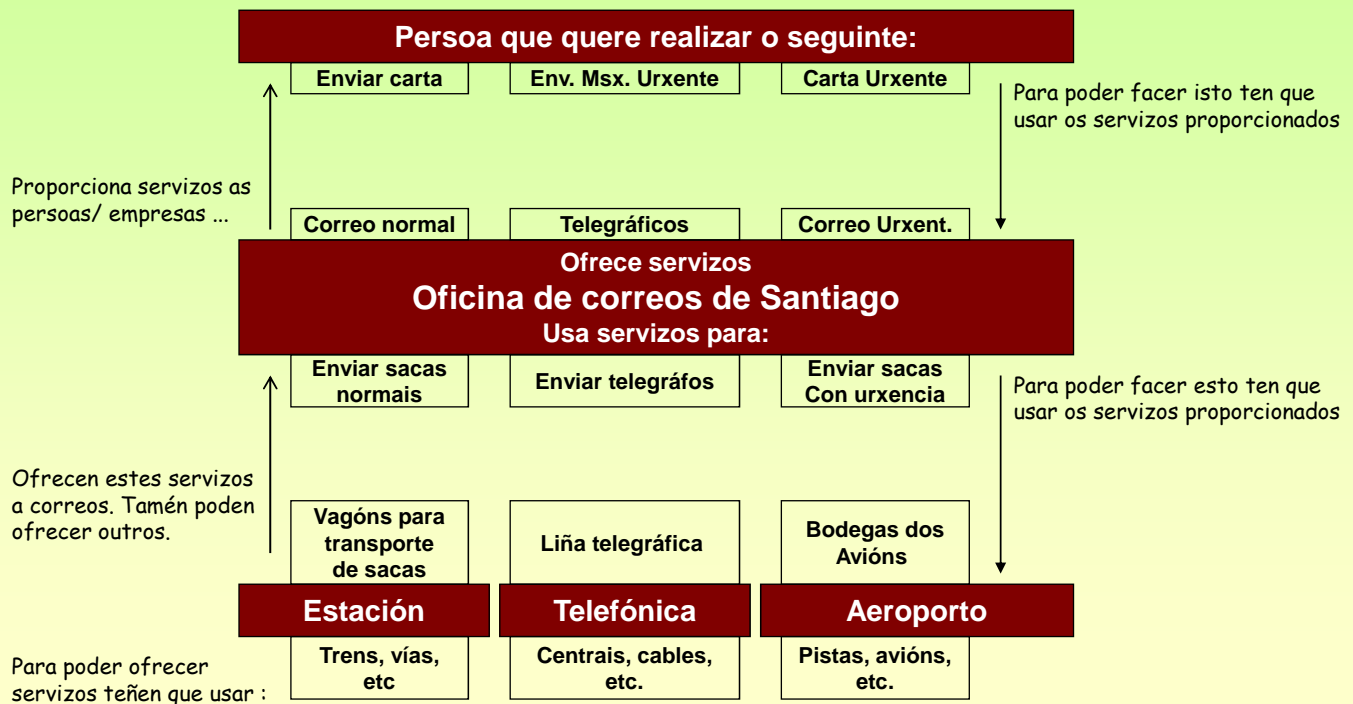 Persoa que quere realizar o seguinte:
Enviar carta
Env. Msx. Urxente
Carta Urxente
Para poder facer isto ten que
usar os servizos proporcionados
Proporciona servizos as
persoas/ empresas ...
Correo normal
Telegráficos
Correo Urxent.
Ofrece servizos
Oficina de correos de Santiago
Usa servizos para:
Enviar sacas
normais
Enviar telegráfos
Enviar sacas
Con urxencia
Para poder facer esto ten que
usar os servizos proporcionados
Ofrecen estes servizos
a correos. Tamén poden
ofrecer outros.
Vagóns para
transporte
de sacas
Liña telegráfica
Bodegas dos
Avións
Estación
Telefónica
Aeroporto
Para poder ofrecer
servizos teñen que usar :
Trens, vías,
etc
Centrais, cables,
etc.
Pistas, avións,
etc.